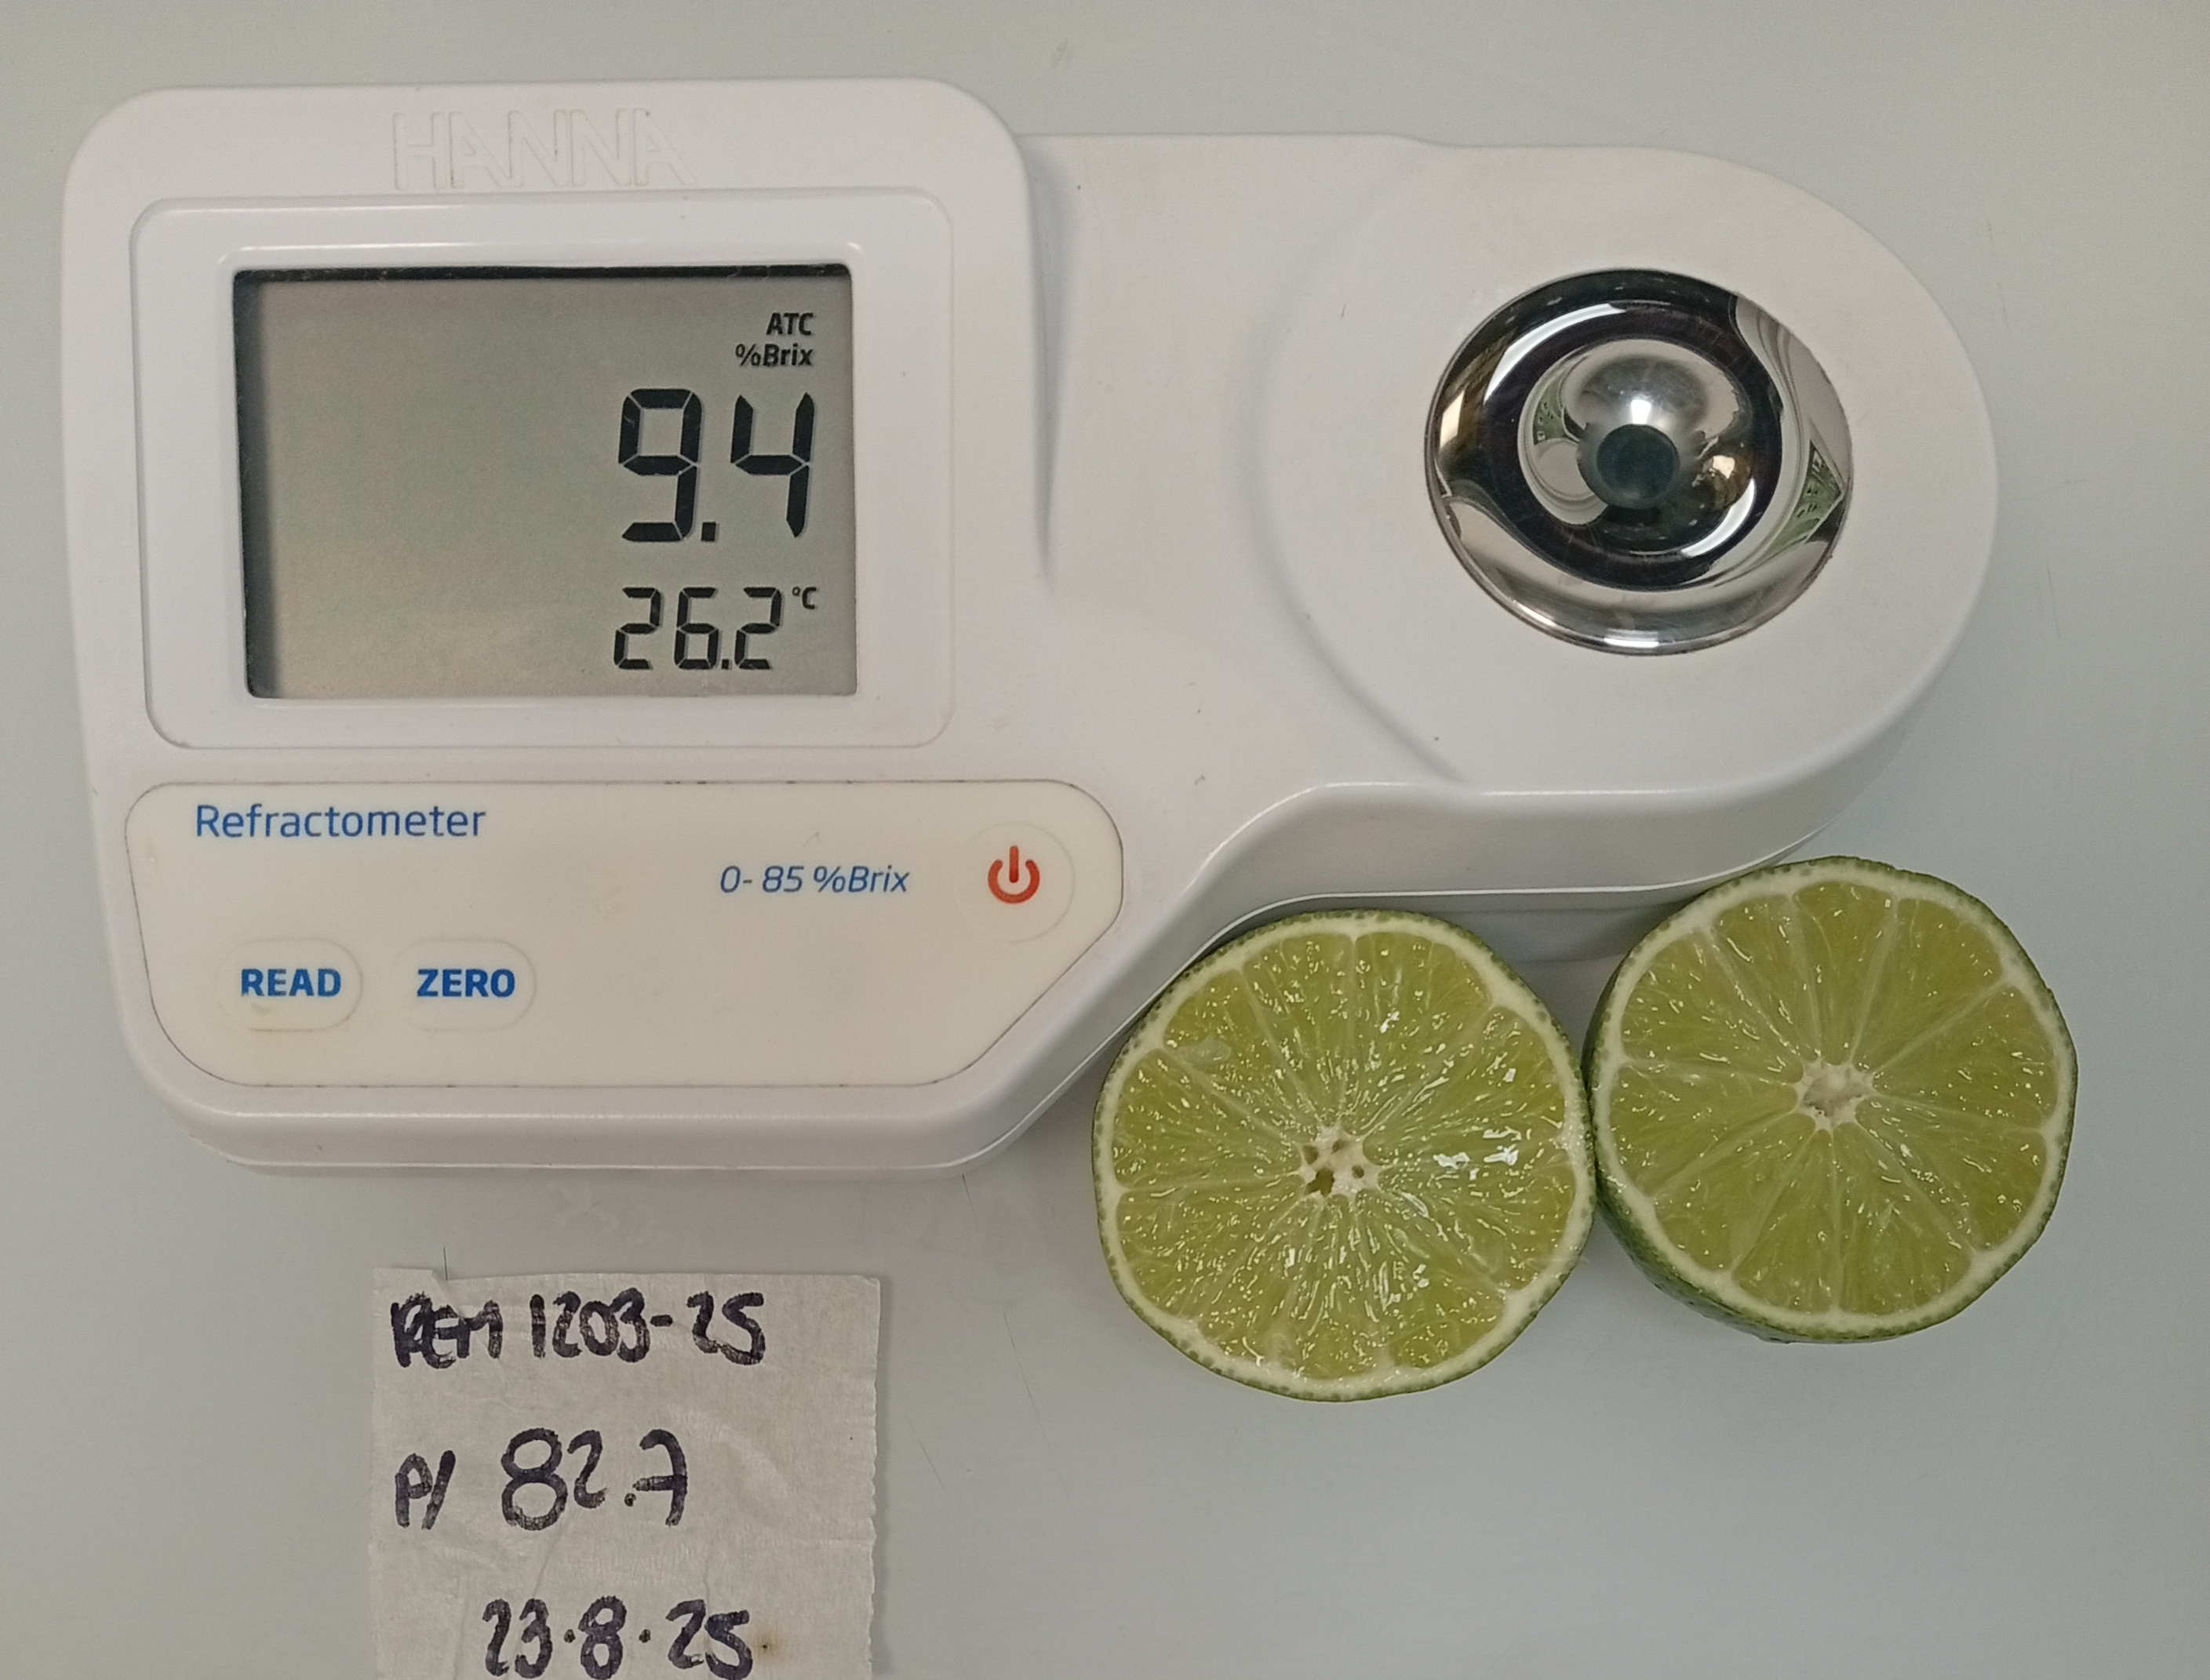 HANNA
ATC
%Brix
9.4
26.2 °C
Refractometer
0- 85 %Brix
READ ZERO
REM 1203-25
P/ 82.7
23.8.25